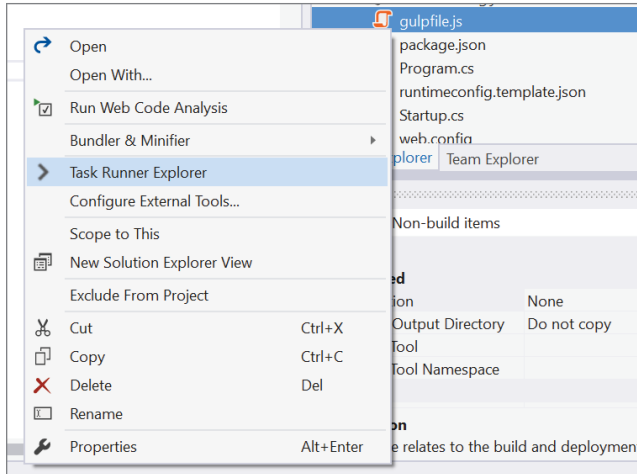 gulpfile.js
package.json
Program.cs
runtimeconfig.template.json
Startup.cs
web.config
plorer Team Explorer
Non-build items
ed
ion None
Output Directory Do not copy
Tool
Tool Namespace
on
e relates to the build and deploymen
Open
Open With...
Run Web Code Analysis
Bundler & Minifier
Task Runner Explorer
Configure External Tools...
Scope to This
New Solution Explorer View
Exclude From Project
Cut Ctrl+X
Copy Ctrl+C
Delete Del
Rename
Properties Alt+Enter